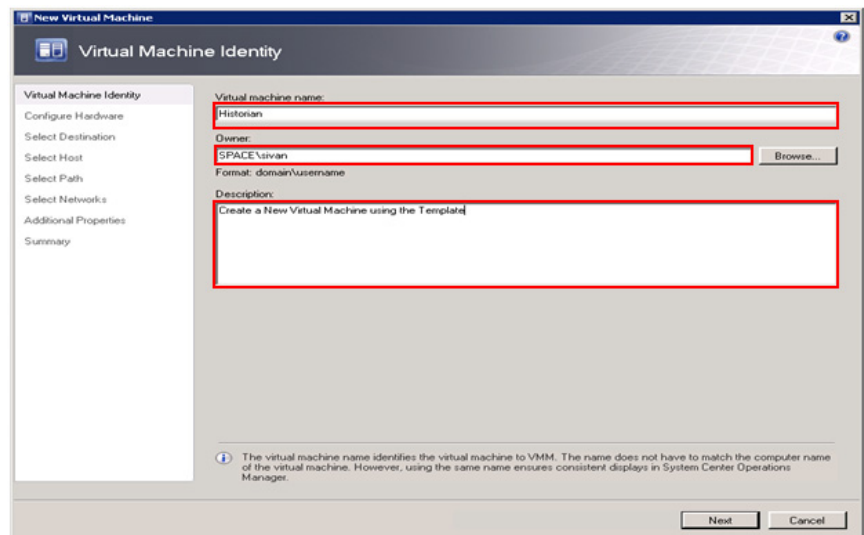 New Virtual Machine
Virtual Machine Identity
Virtual Machine Identity
Configure Hardware
Select Destination
Select Host
Select Path
Select Networks
Additional Properties
Summary
Virtual machine name:
Historian
Owner:
SPACE\sivan
Browse...
Format: domain\username
Description:
Create a New Virtual Machine using the Template
The virtual machine name identifies the virtual machine to VMM. The name does not have to match the computer name
of the virtual machine. However, using the same name ensures consistent displays in System Center Operations
Manager.
Next
Cancel